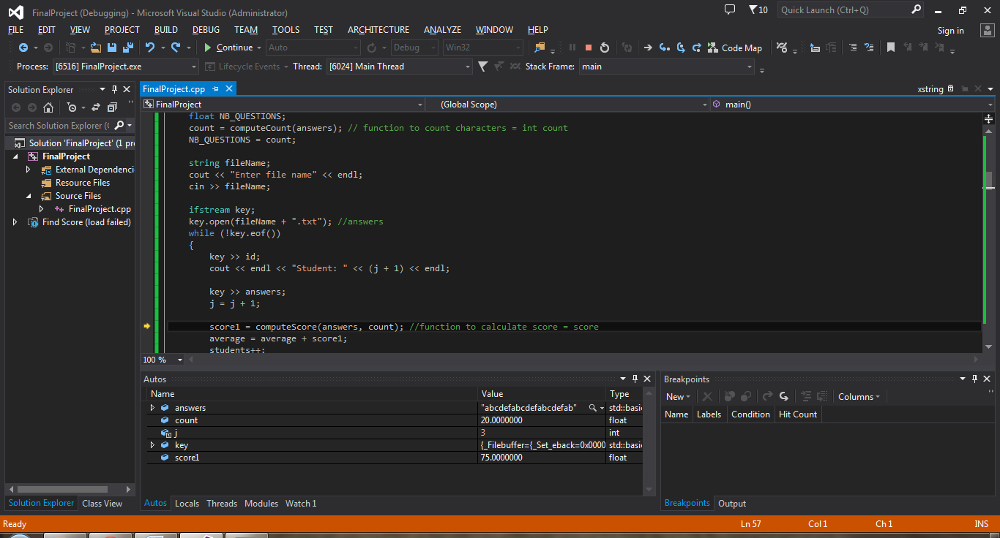 FinalProject (Debugging) - Microsoft Visual Studio (Administrator)
10
Quick Launch (Ctrl+Q)
FILE EDIT VIEW PROJECT BUILD DEBUG TEAM TOOLS TEST ARCHITECTURE ANALYZE WINDOW HELP
Sign in
Continue Auto Debug Win32 Code Map
Process: [6516] FinalProject.exe Lifecycle Events Thread: [6024] Main Thread Stack Frame: main
Solution Explorer
Search Solution Explorer (
Solution 'FinalProject' (1 pr
FinalProject
External Dependenci
Resource Files
Source Files
FinalProject.cpp
Find Score (load failed)
Solution Explorer Class View
FinalProject.cpp
xstring
FinalProject (Global Scope) main()
float NB_QUESTIONS;
count = computeCount(answers); // function to count characters = int count
NB_QUESTIONS = count;
string fileName;
cout << "Enter file name" << endl;
cin >> fileName;
ifstream key;
key.open(fileName + ".txt"); //answers
while (!key.eof())
{
key >> id;
cout << endl << "Student: " << (j + 1) << endl;
key >> answers;
j = j + 1;
score1 = computeScore(answers, count); //function to calculate score = score
average = average + score1;
students++;
100 %
Autos
Name Value Type
answers "abcdefabcdefabcdefab" std::basi
count 20.0000000 float
j 3 int
key {_Filebuffer={_Set_eback=0x0000 std::basi
score1 75.0000000 float
Autos Locals Threads Modules Watch 1
Breakpoints
New Columns
Name Labels Condition Hit Count
Breakpoints Output
Ready Ln 57 Col 1 Ch 1 INS